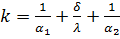 k = 1/α₁ + δ/λ + 1/α₂